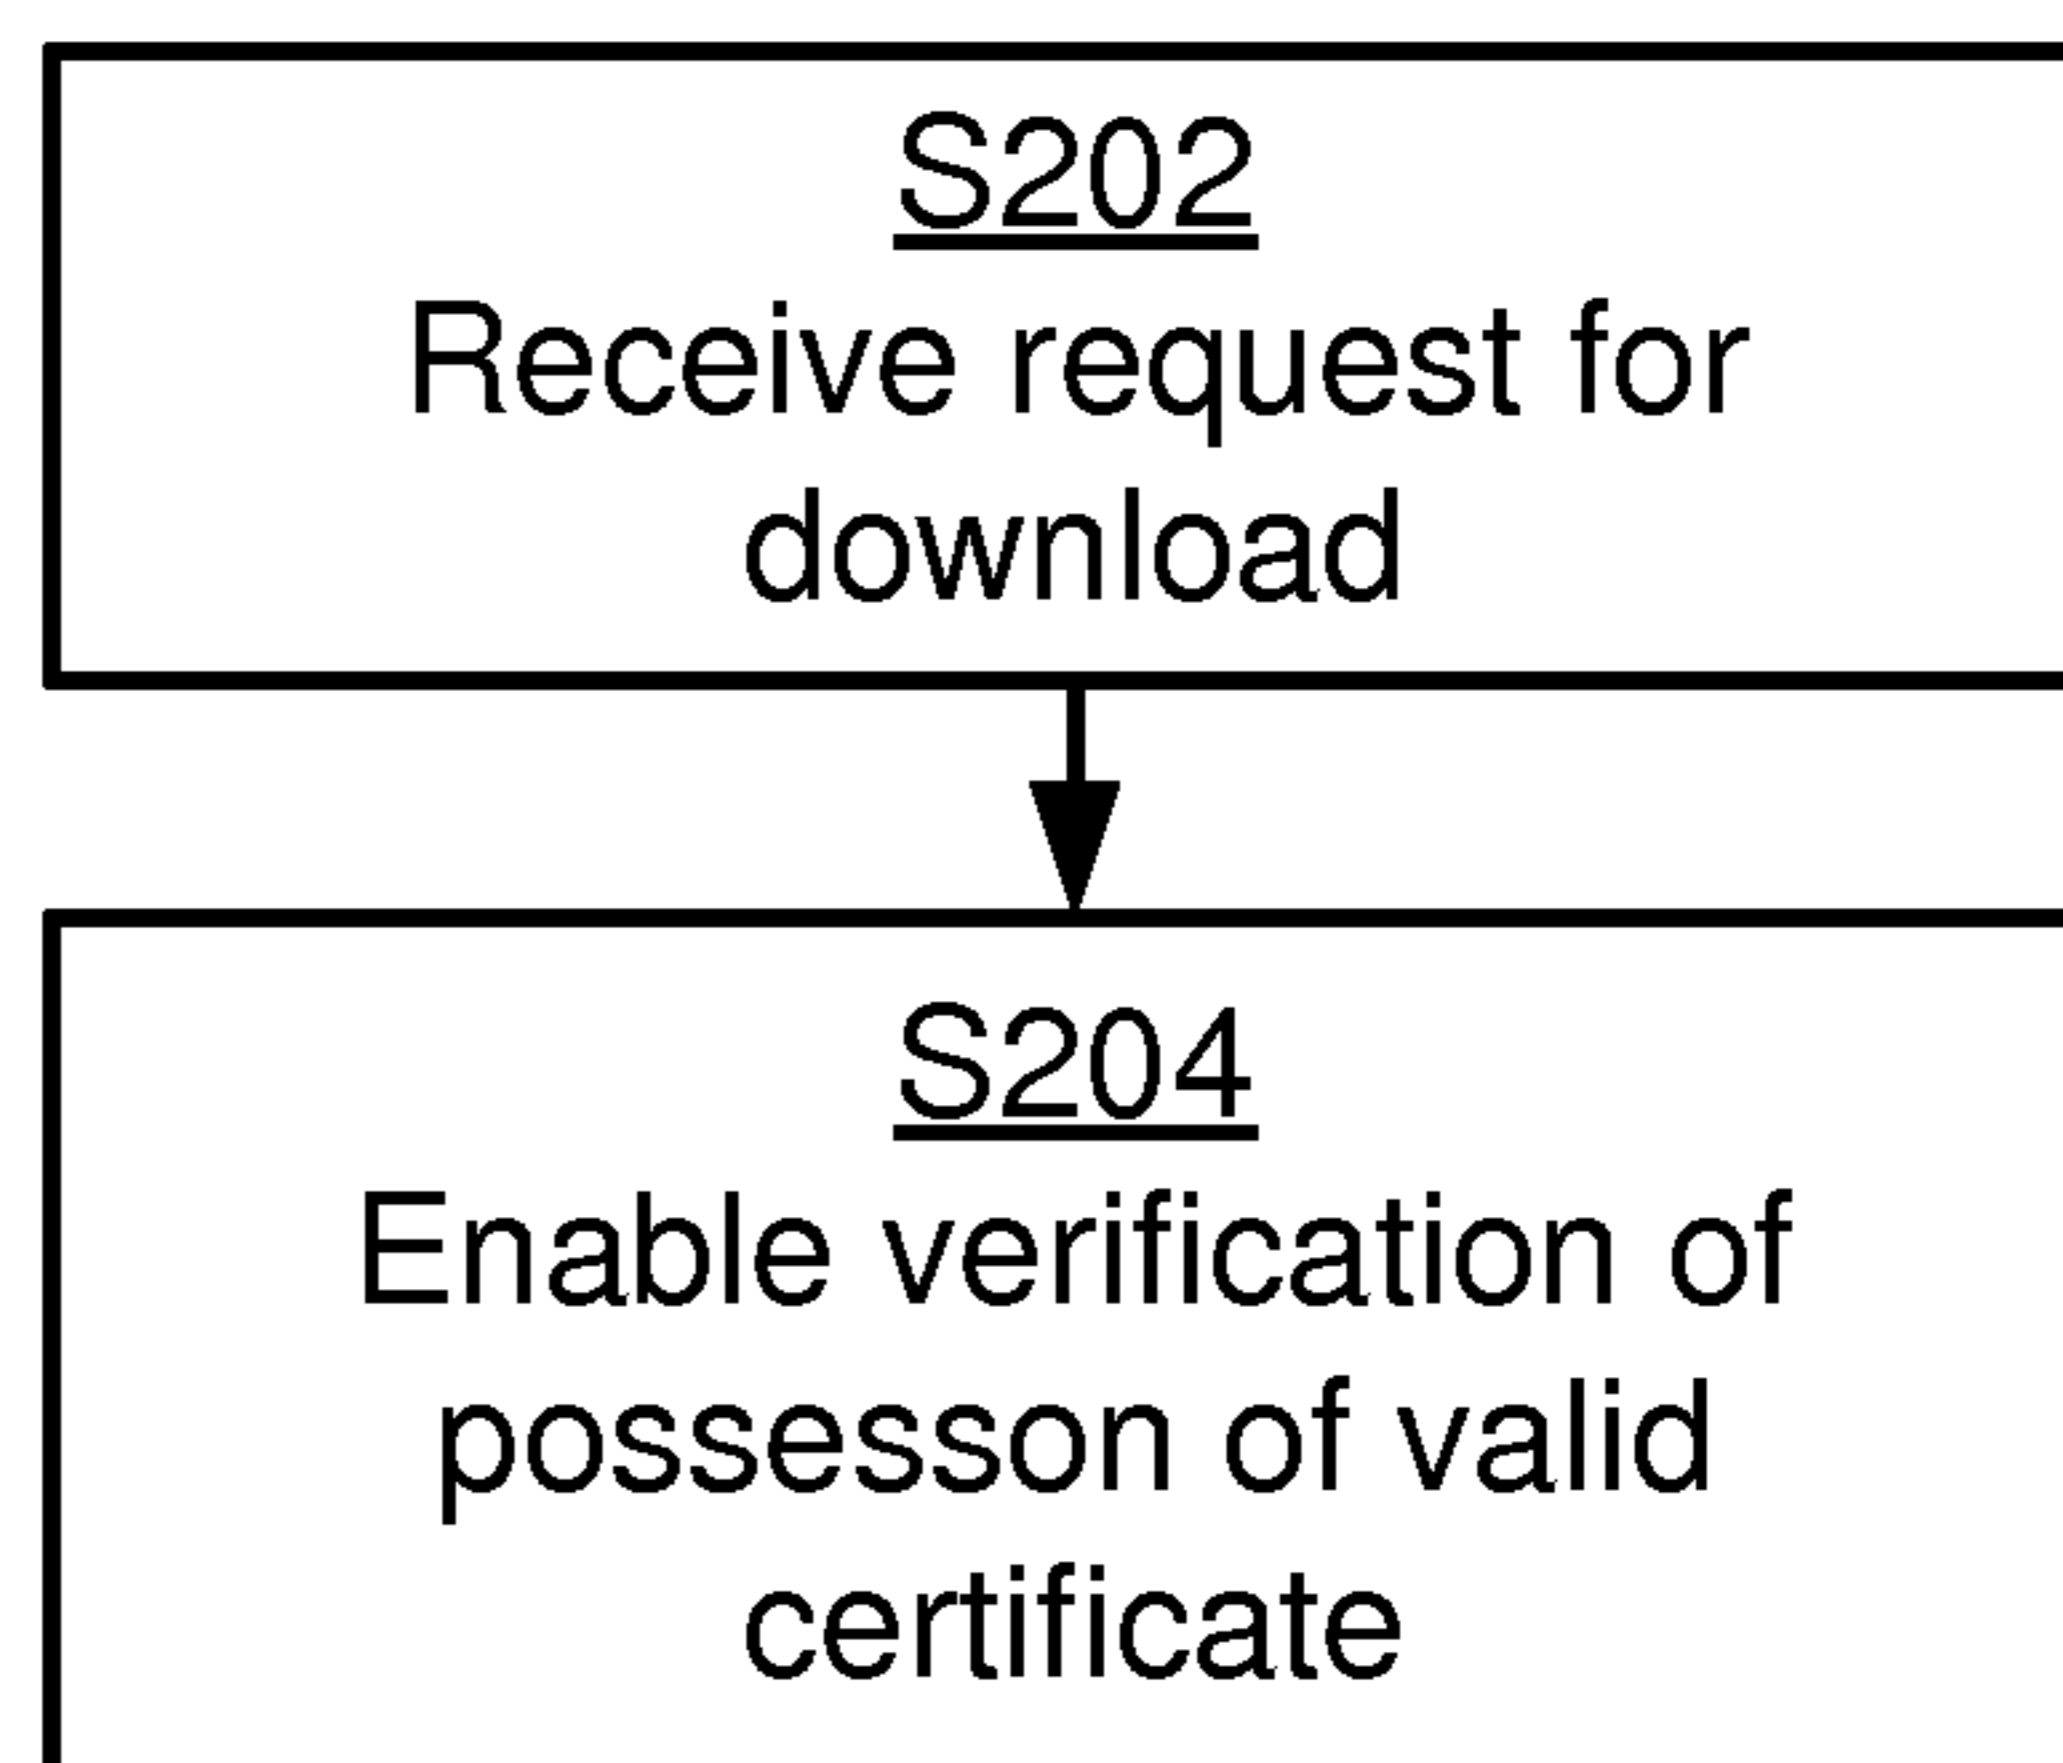 S202
Receive request for
download
S204
Enable verification of
possesson of valid
certificate